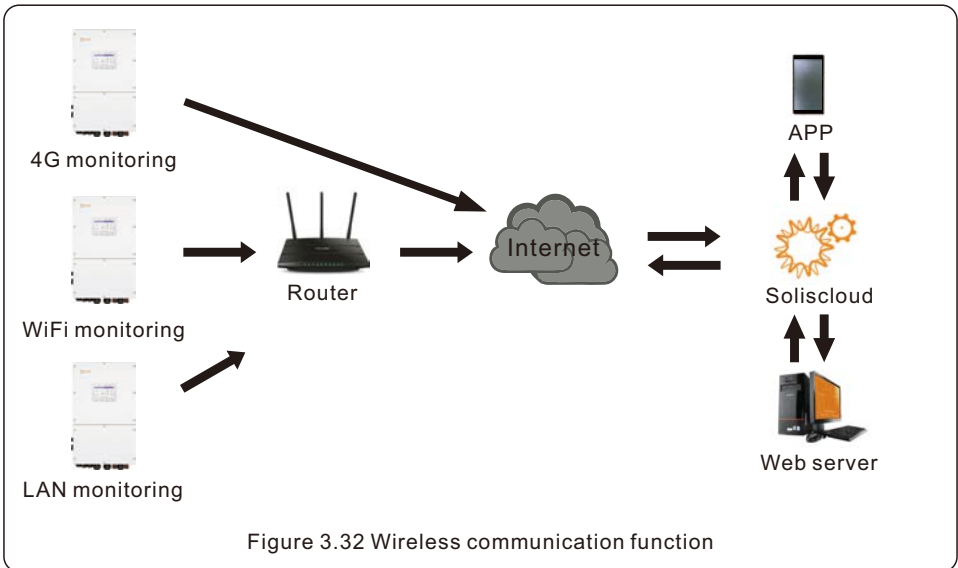 4G monitoring
WiFi monitoring
LAN monitoring
Router
Internet
APP
Soliscloud
Web server
Figure 3.32 Wireless communication function